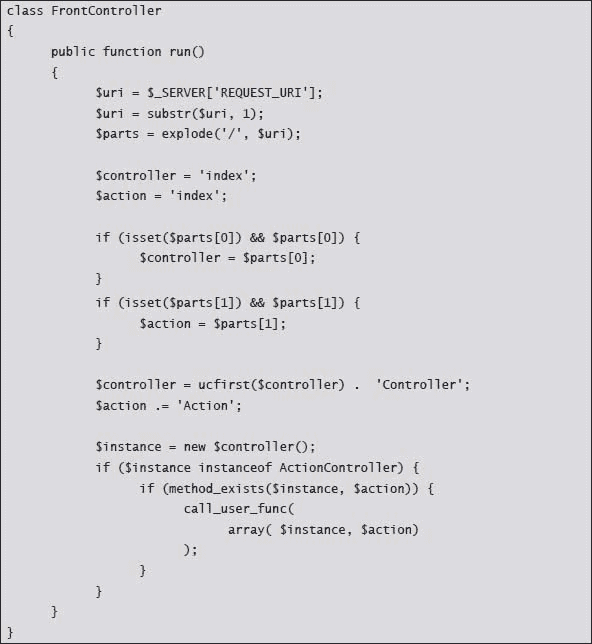 class FrontController
{
public function run()
{
$uri = $_SERVER['REQUEST_URI'];
$uri = substr($uri, 1);
$parts = explode('/', $uri);
$controller = 'index';
$action = 'index';
if (isset($parts[0]) && $parts[0]) {
$controller = $parts[0];
}
if (isset($parts[1]) && $parts[1]) {
$action = $parts[1];
}
$controller = ucfirst($controller) .  'Controller';
$action .= 'Action';
$instance = new $controller();
if ($instance instanceof ActionController) {
if (method_exists($instance, $action)) {
call_user_func(
array( $instance, $action)
);
}
}
}
}